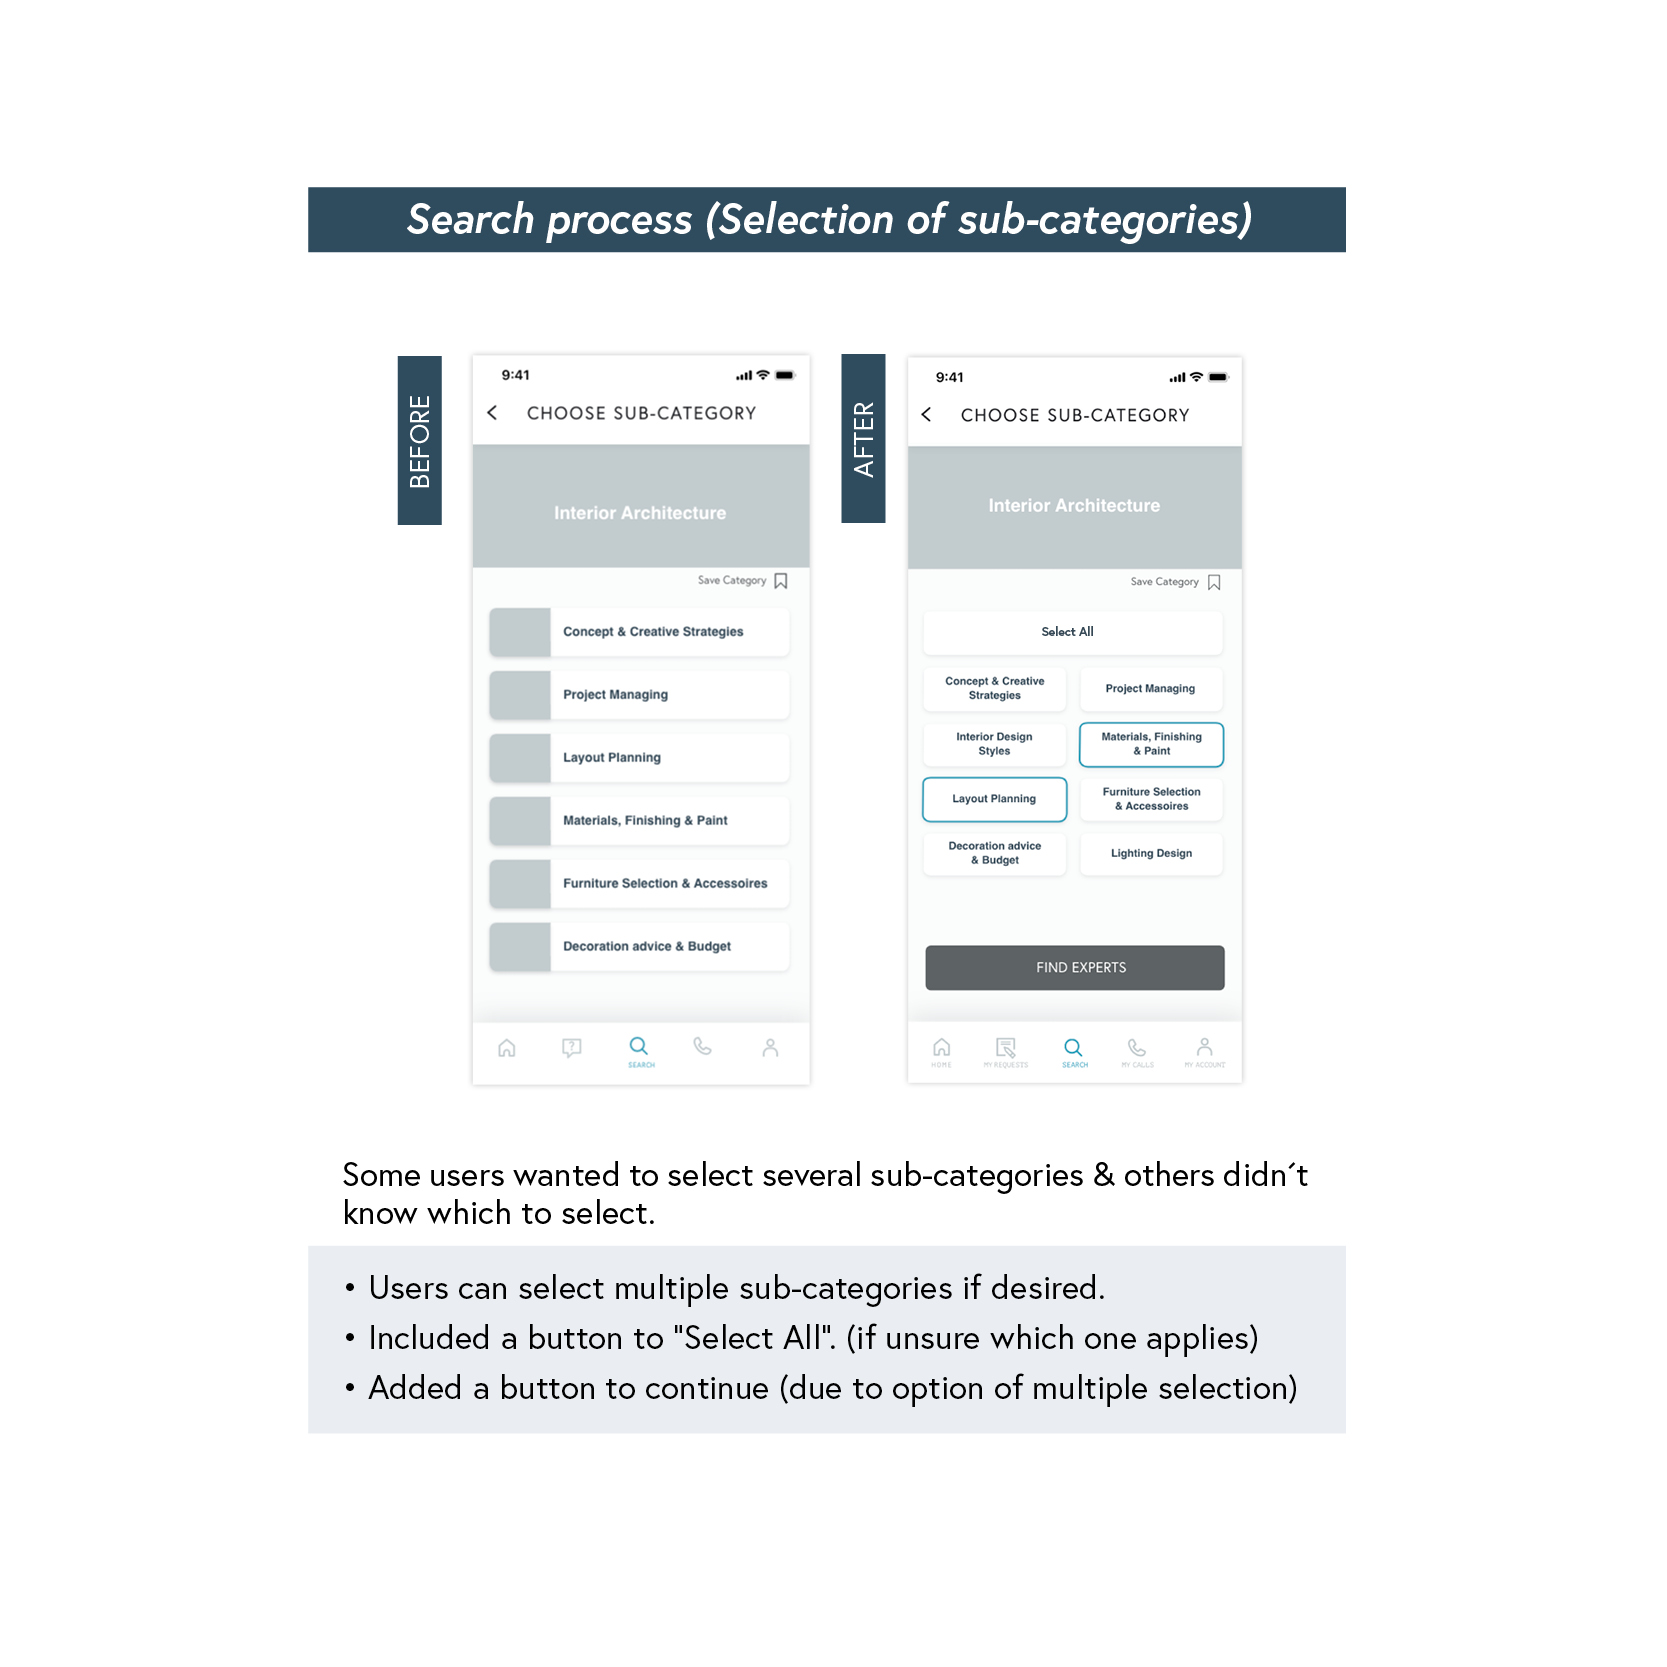 Search process (Selection of sub-categories)
BEFORE
9:41
CHOOSE SUB-CATEGORY
Interior Architecture
Save Category
Concept & Creative Strategies
Project Managing
Layout Planning
Materials, Finishing & Paint
Furniture Selection & Accessoires
Decoration advice & Budget
?
SEARCH
AFTER
9:41
CHOOSE SUB-CATEGORY
Interior Architecture
Save Category
Select All
Concept & Creative
Strategies
Project Managing
Interior Design
Styles
Materials, Finishing
& Paint
Layout Planning
Furniture Selection
& Accessoires
Decoration advice
& Budget
Lighting Design
FIND EXPERTS
HOME
MY REQUESTS
SEARCH
MY CALLS
MY ACCOUNT
Some users wanted to select several sub-categories & others didn´t
know which to select.
• Users can select multiple sub-categories if desired.
• Included a button to "Select All". (if unsure which one applies)
• Added a button to continue (due to option of multiple selection)